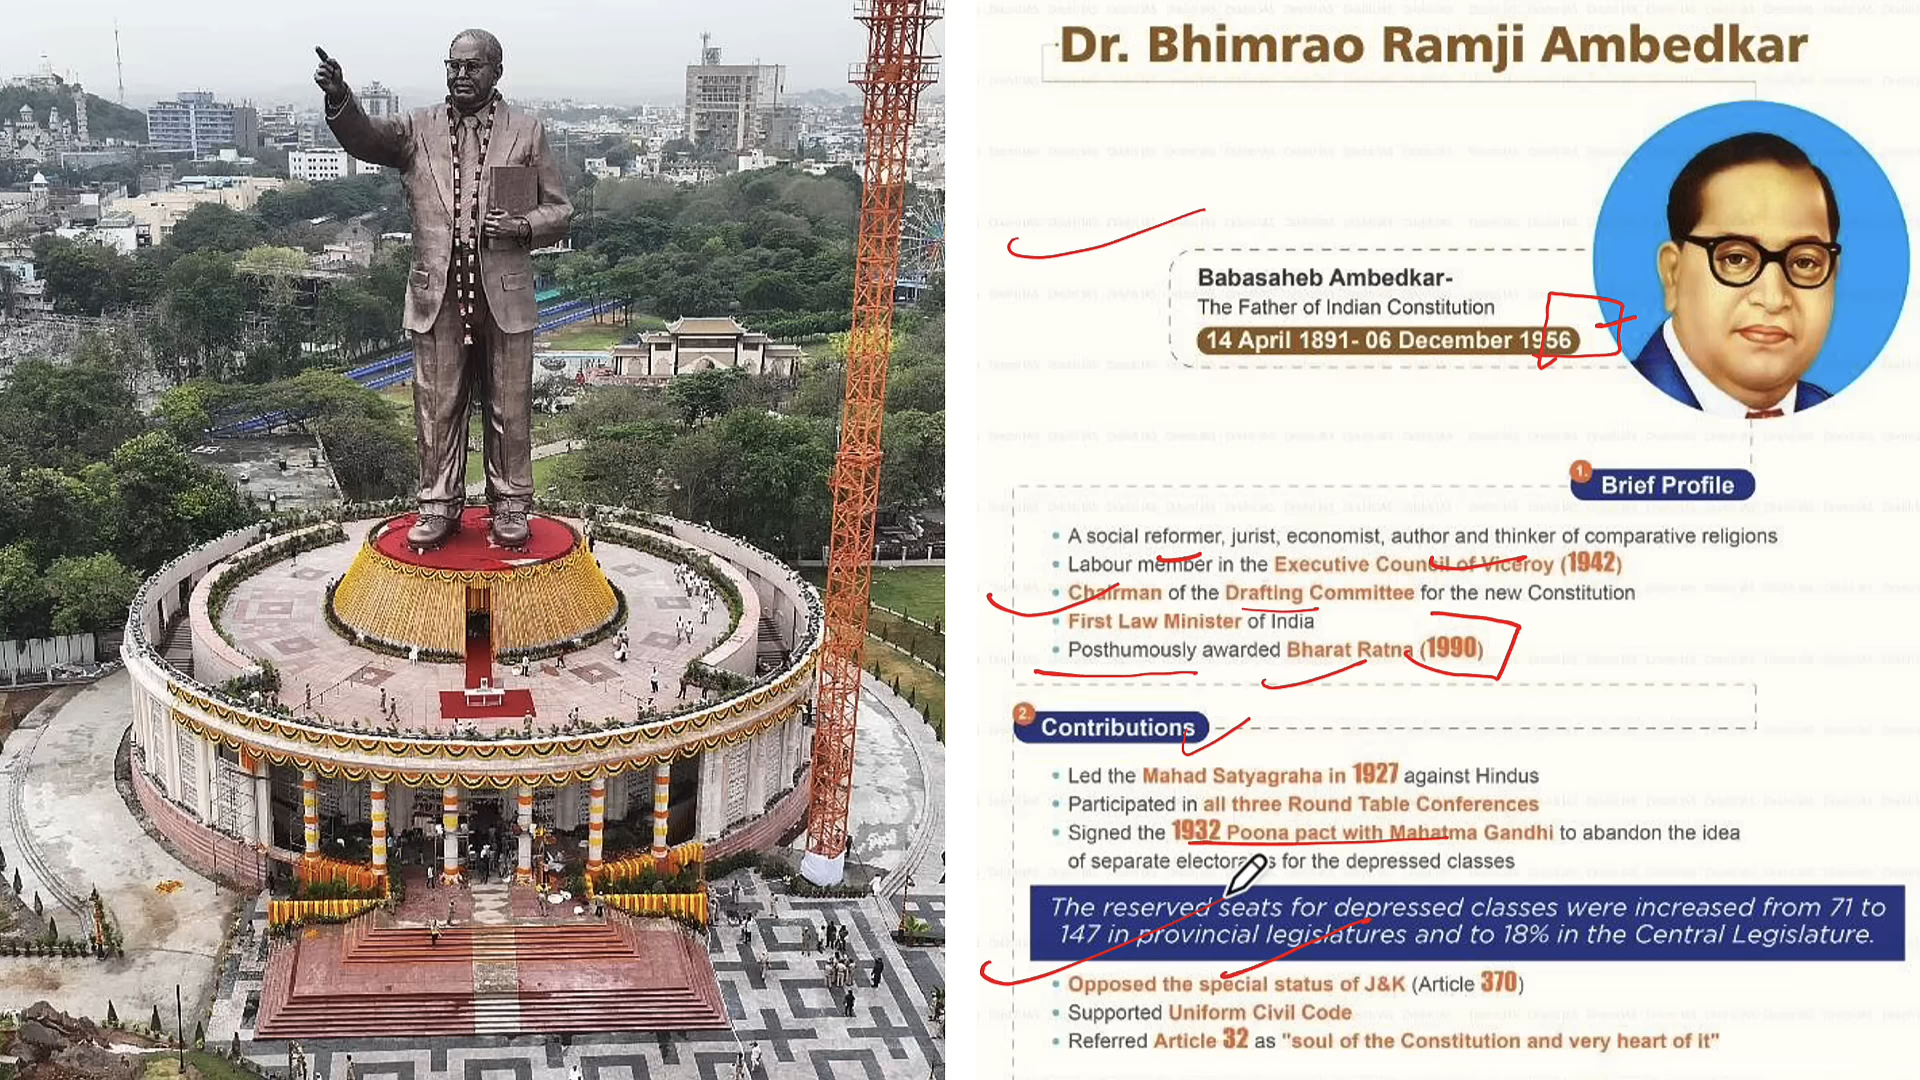 Dr. Bhimrao Ramji Ambedkar
Babasaheb Ambedkar-
The Father of Indian Constitution
14 April 1891- 06 December 1956
1. Brief Profile
• A social reformer, jurist, economist, author and thinker of comparative religions
• Labour member in the Executive Council of Viceroy (1942)
• Chairman of the Drafting Committee for the new Constitution
• First Law Minister of India
• Posthumously awarded Bharat Ratna (1990)
2. Contributions
• Led the Mahad Satyagraha in 1927 against Hindus
• Participated in all three Round Table Conferences
• Signed the 1932 Poona pact with Mahatma Gandhi to abandon the idea
of separate electorates for the depressed classes
The reserved seats for depressed classes were increased from 71 to
147 in provincial legislatures and to 18% in the Central Legislature.
• Opposed the special status of J&K (Article 370)
• Supported Uniform Civil Code
• Referred Article 32 as "soul of the Constitution and very heart of it"